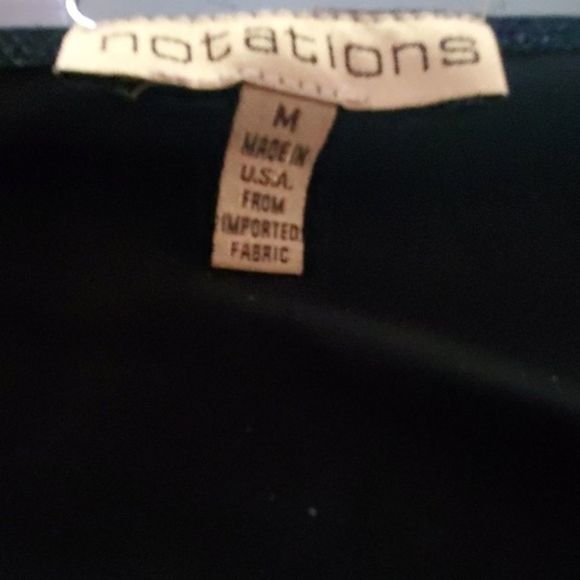 notations
M
MADE IN
U.S.A.
FROM
IMPORTED
FABRIC